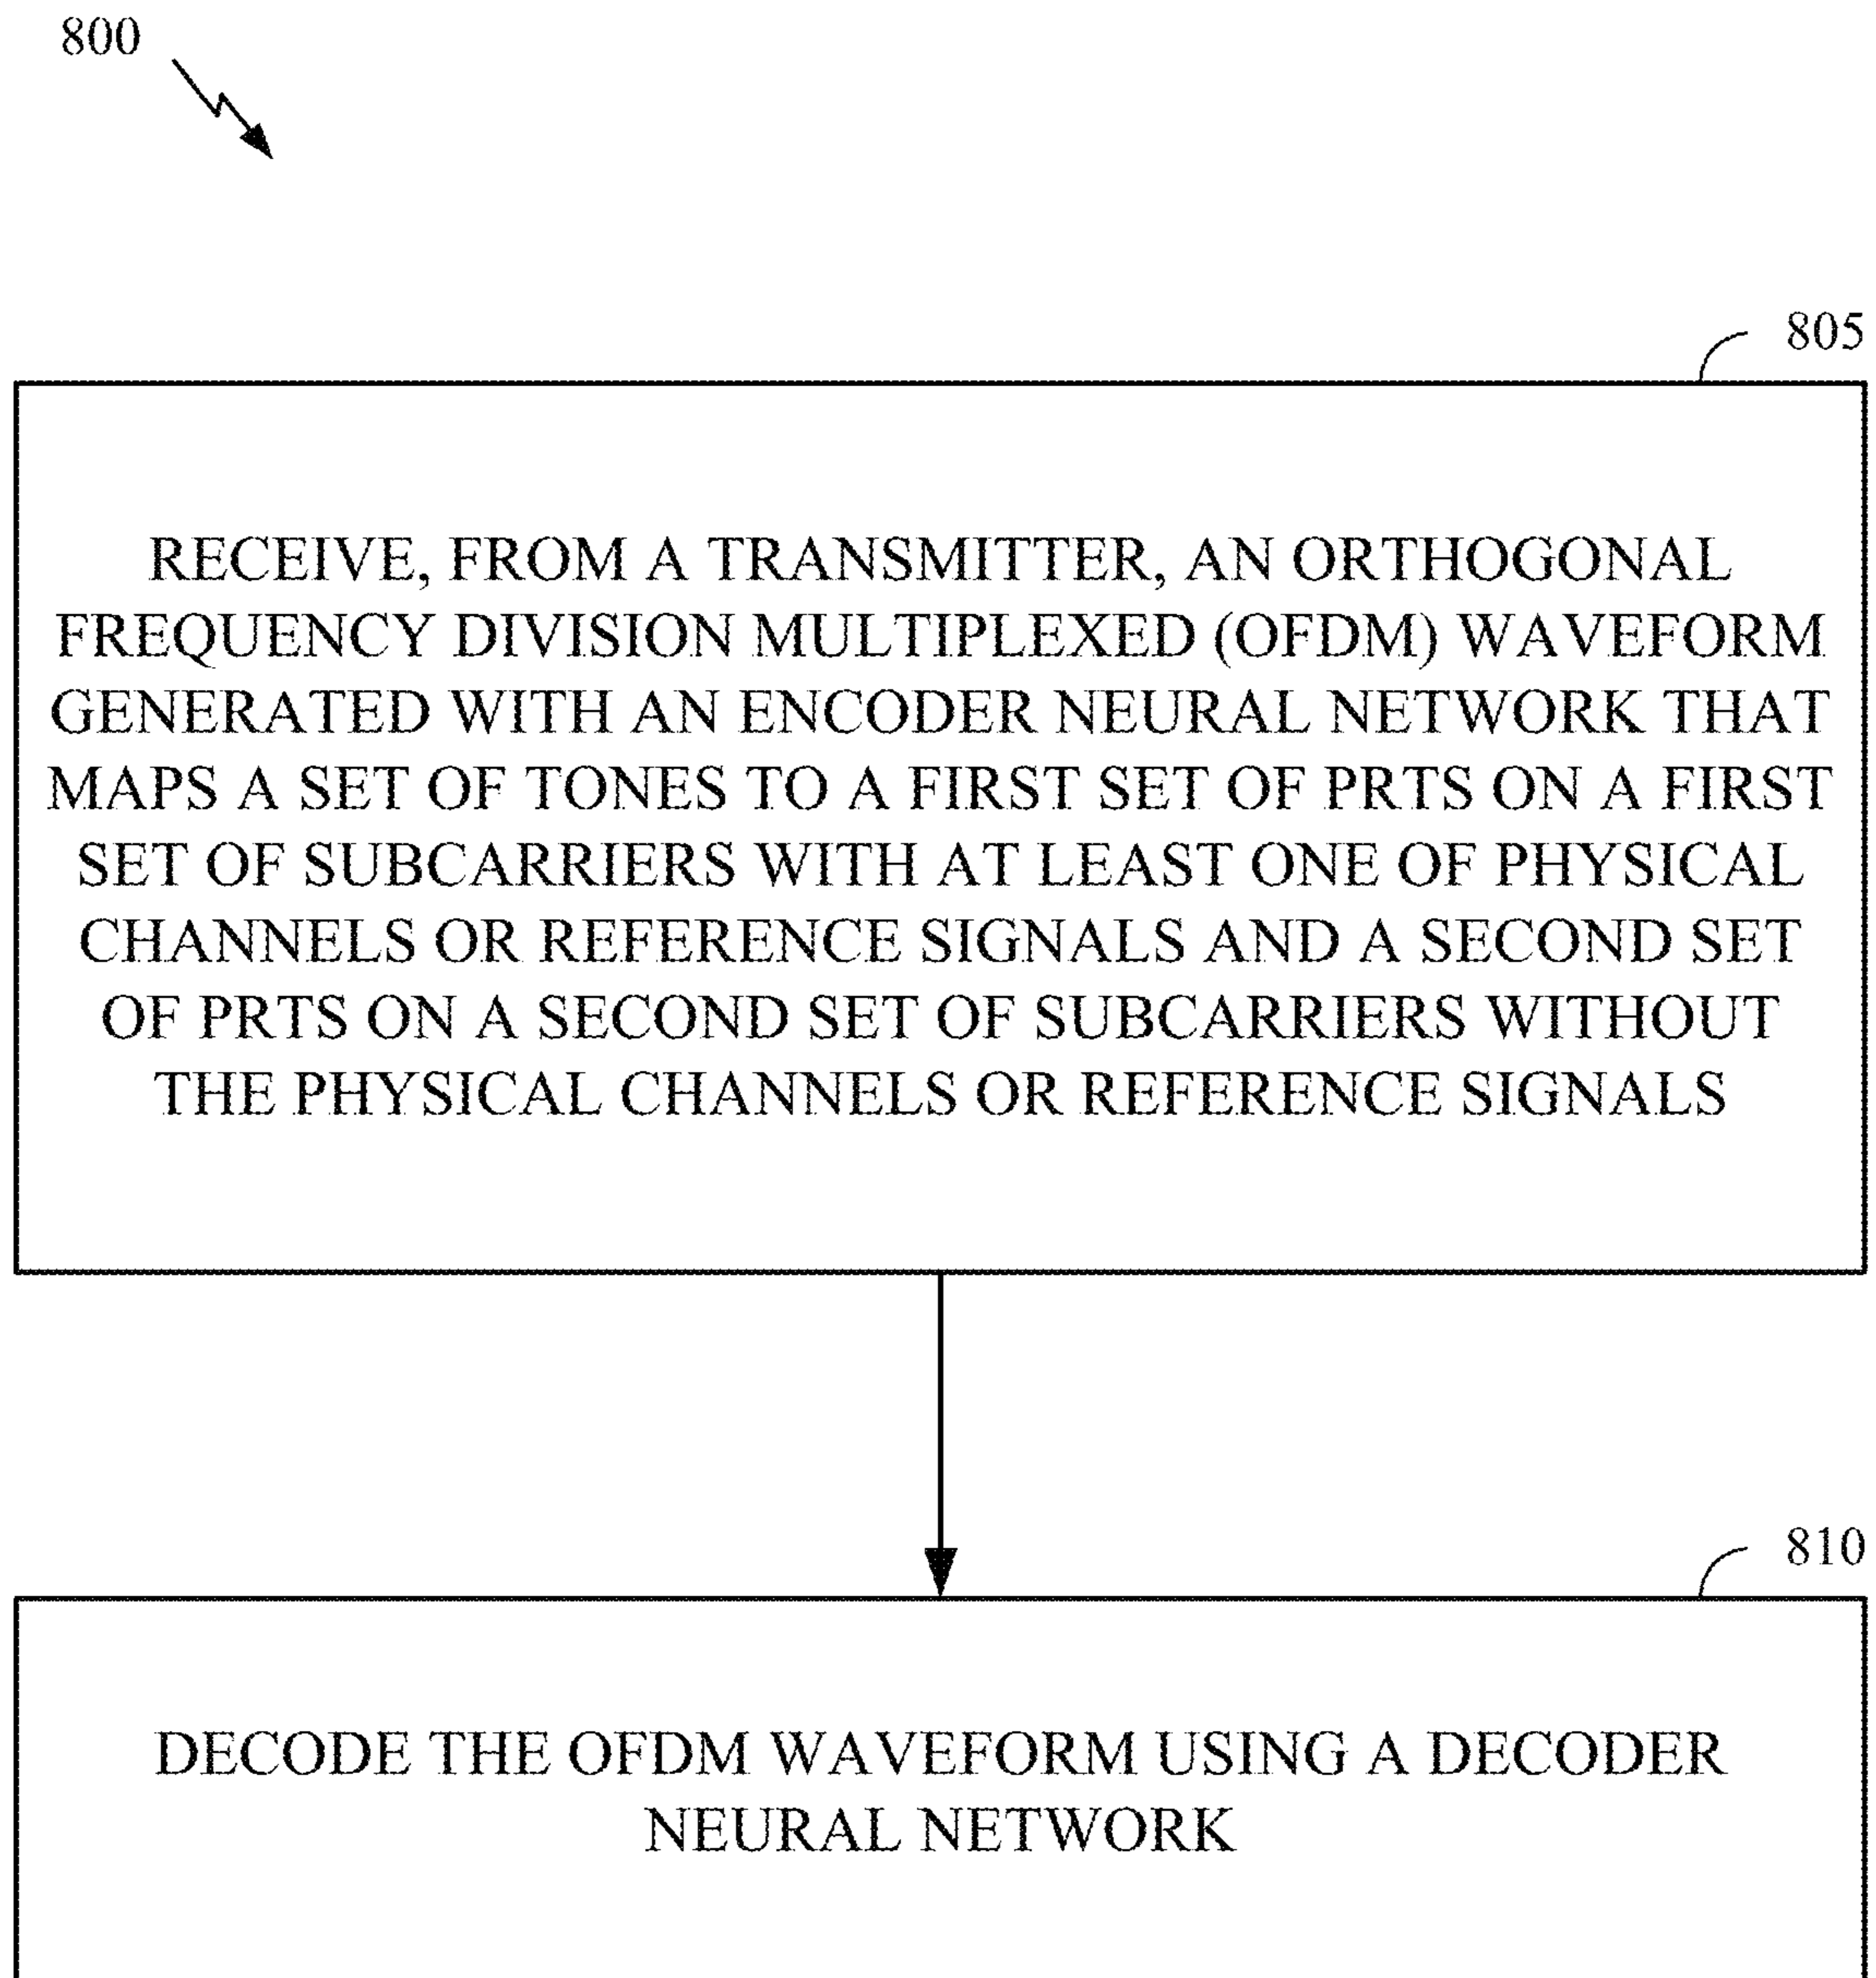 800
805
RECEIVE, FROM A TRANSMITTER, AN ORTHOGONAL
FREQUENCY DIVISION MULTIPLEXED (OFDM) WAVEFORM
GENERATED WITH AN ENCODER NEURAL NETWORK THAT
MAPS A SET OF TONES TO A FIRST SET OF PRTS ON A FIRST
SET OF SUBCARRIERS WITH AT LEAST ONE OF PHYSICAL
CHANNELS OR REFERENCE SIGNALS AND A SECOND SET
OF PRTS ON A SECOND SET OF SUBCARRIERS WITHOUT
THE PHYSICAL CHANNELS OR REFERENCE SIGNALS
810
DECODE THE OFDM WAVEFORM USING A DECODER
NEURAL NETWORK